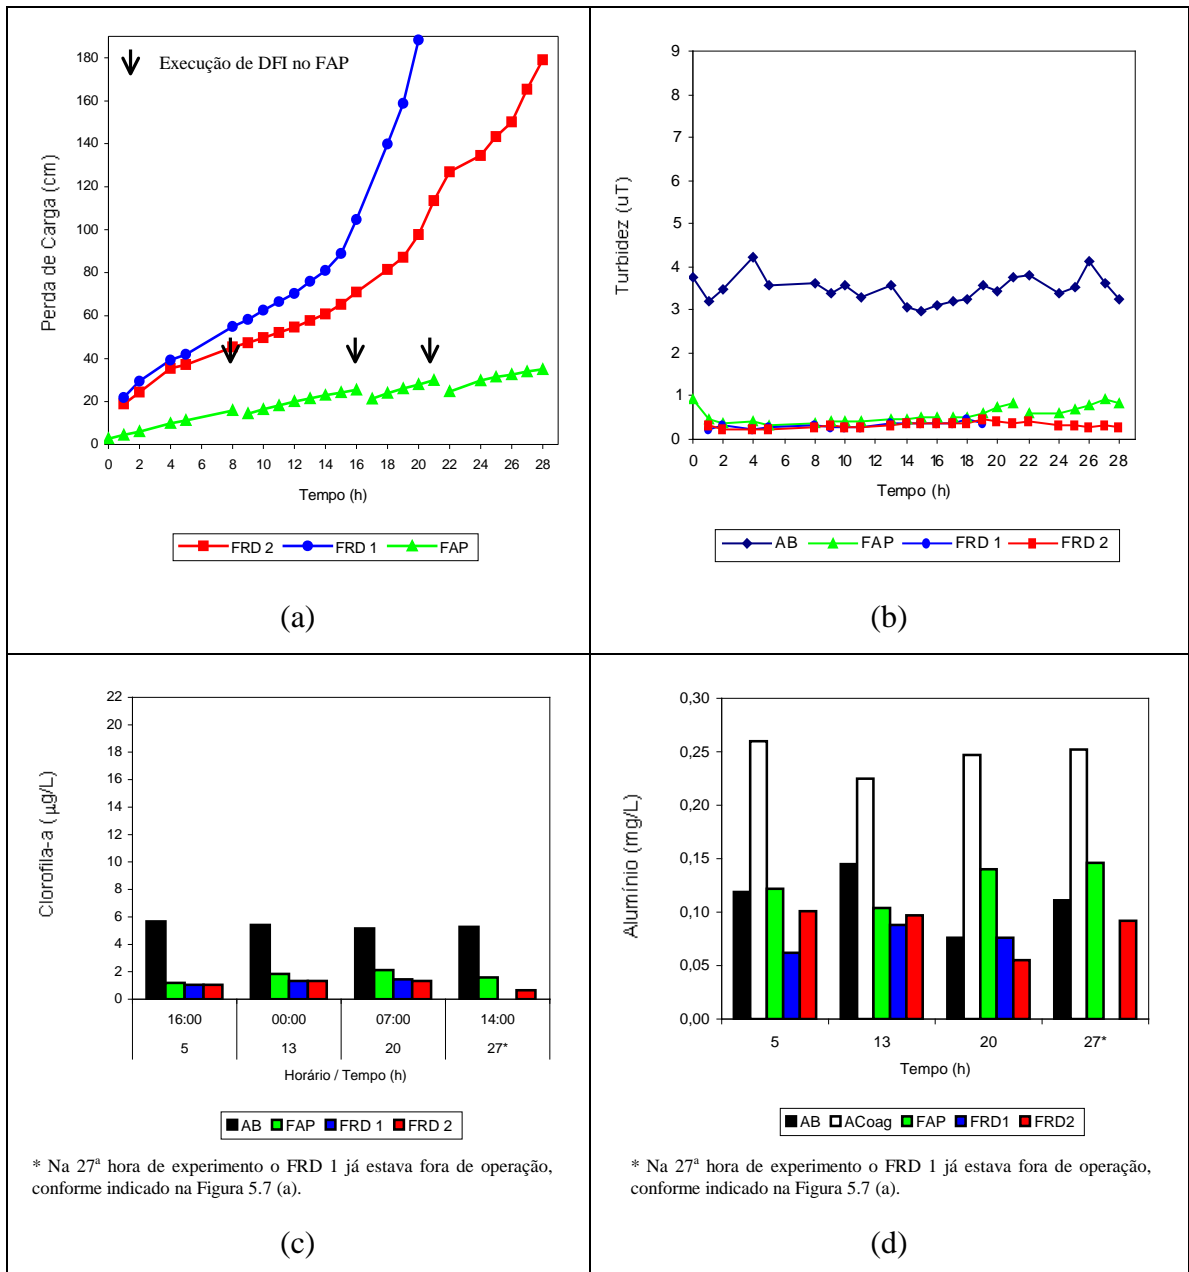 180
160
140
120
100
80
60
40
20
0
Perda de Carga (cm)
Execução de DFI no FAP
0 2 4 6 8 10 12 14 16 18 20 22 24 26 28
Tempo (h)
FRD 2 FRD 1 FAP
(a)
9
8
7
6
5
4
3
2
1
0
Turbidez (uT)
0 2 4 6 8 10 12 14 16 18 20 22 24 26 28
Tempo (h)
AB FAP FRD 1 FRD 2
(b)
22
20
18
16
14
12
10
8
6
4
2
0
Clorofila-a ( µg/L)
16:00 00:00 07:00 14:00
5 13 20 27*
Horário / Tempo (h)
AB FAP FRD 1 FRD 2
* Na 27ª hora de experimento o FRD 1 já estava fora de operação,
conforme indicado na Figura 5.7 (a).
(c)
0,30
0,25
0,20
0,15
0,10
0,05
0,00
Alumínio (mg/L)
5 13 20 27*
Tempo (h)
AB ACoag FAP FRD1 FRD2
* Na 27ª hora de experimento o FRD 1 já estava fora de operação,
conforme indicado na Figura 5.7 (a).
(d)